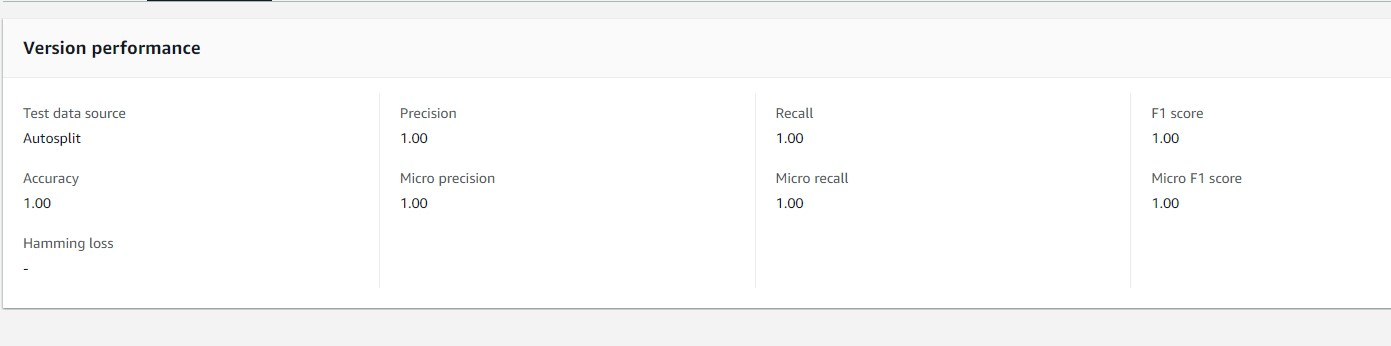 Version performance
Test data source
Autosplit
Precision
1.00
Recall
1.00
F1 score
1.00
Accuracy
1.00
Micro precision
1.00
Micro recall
1.00
Micro F1 score
1.00
Hamming loss
-